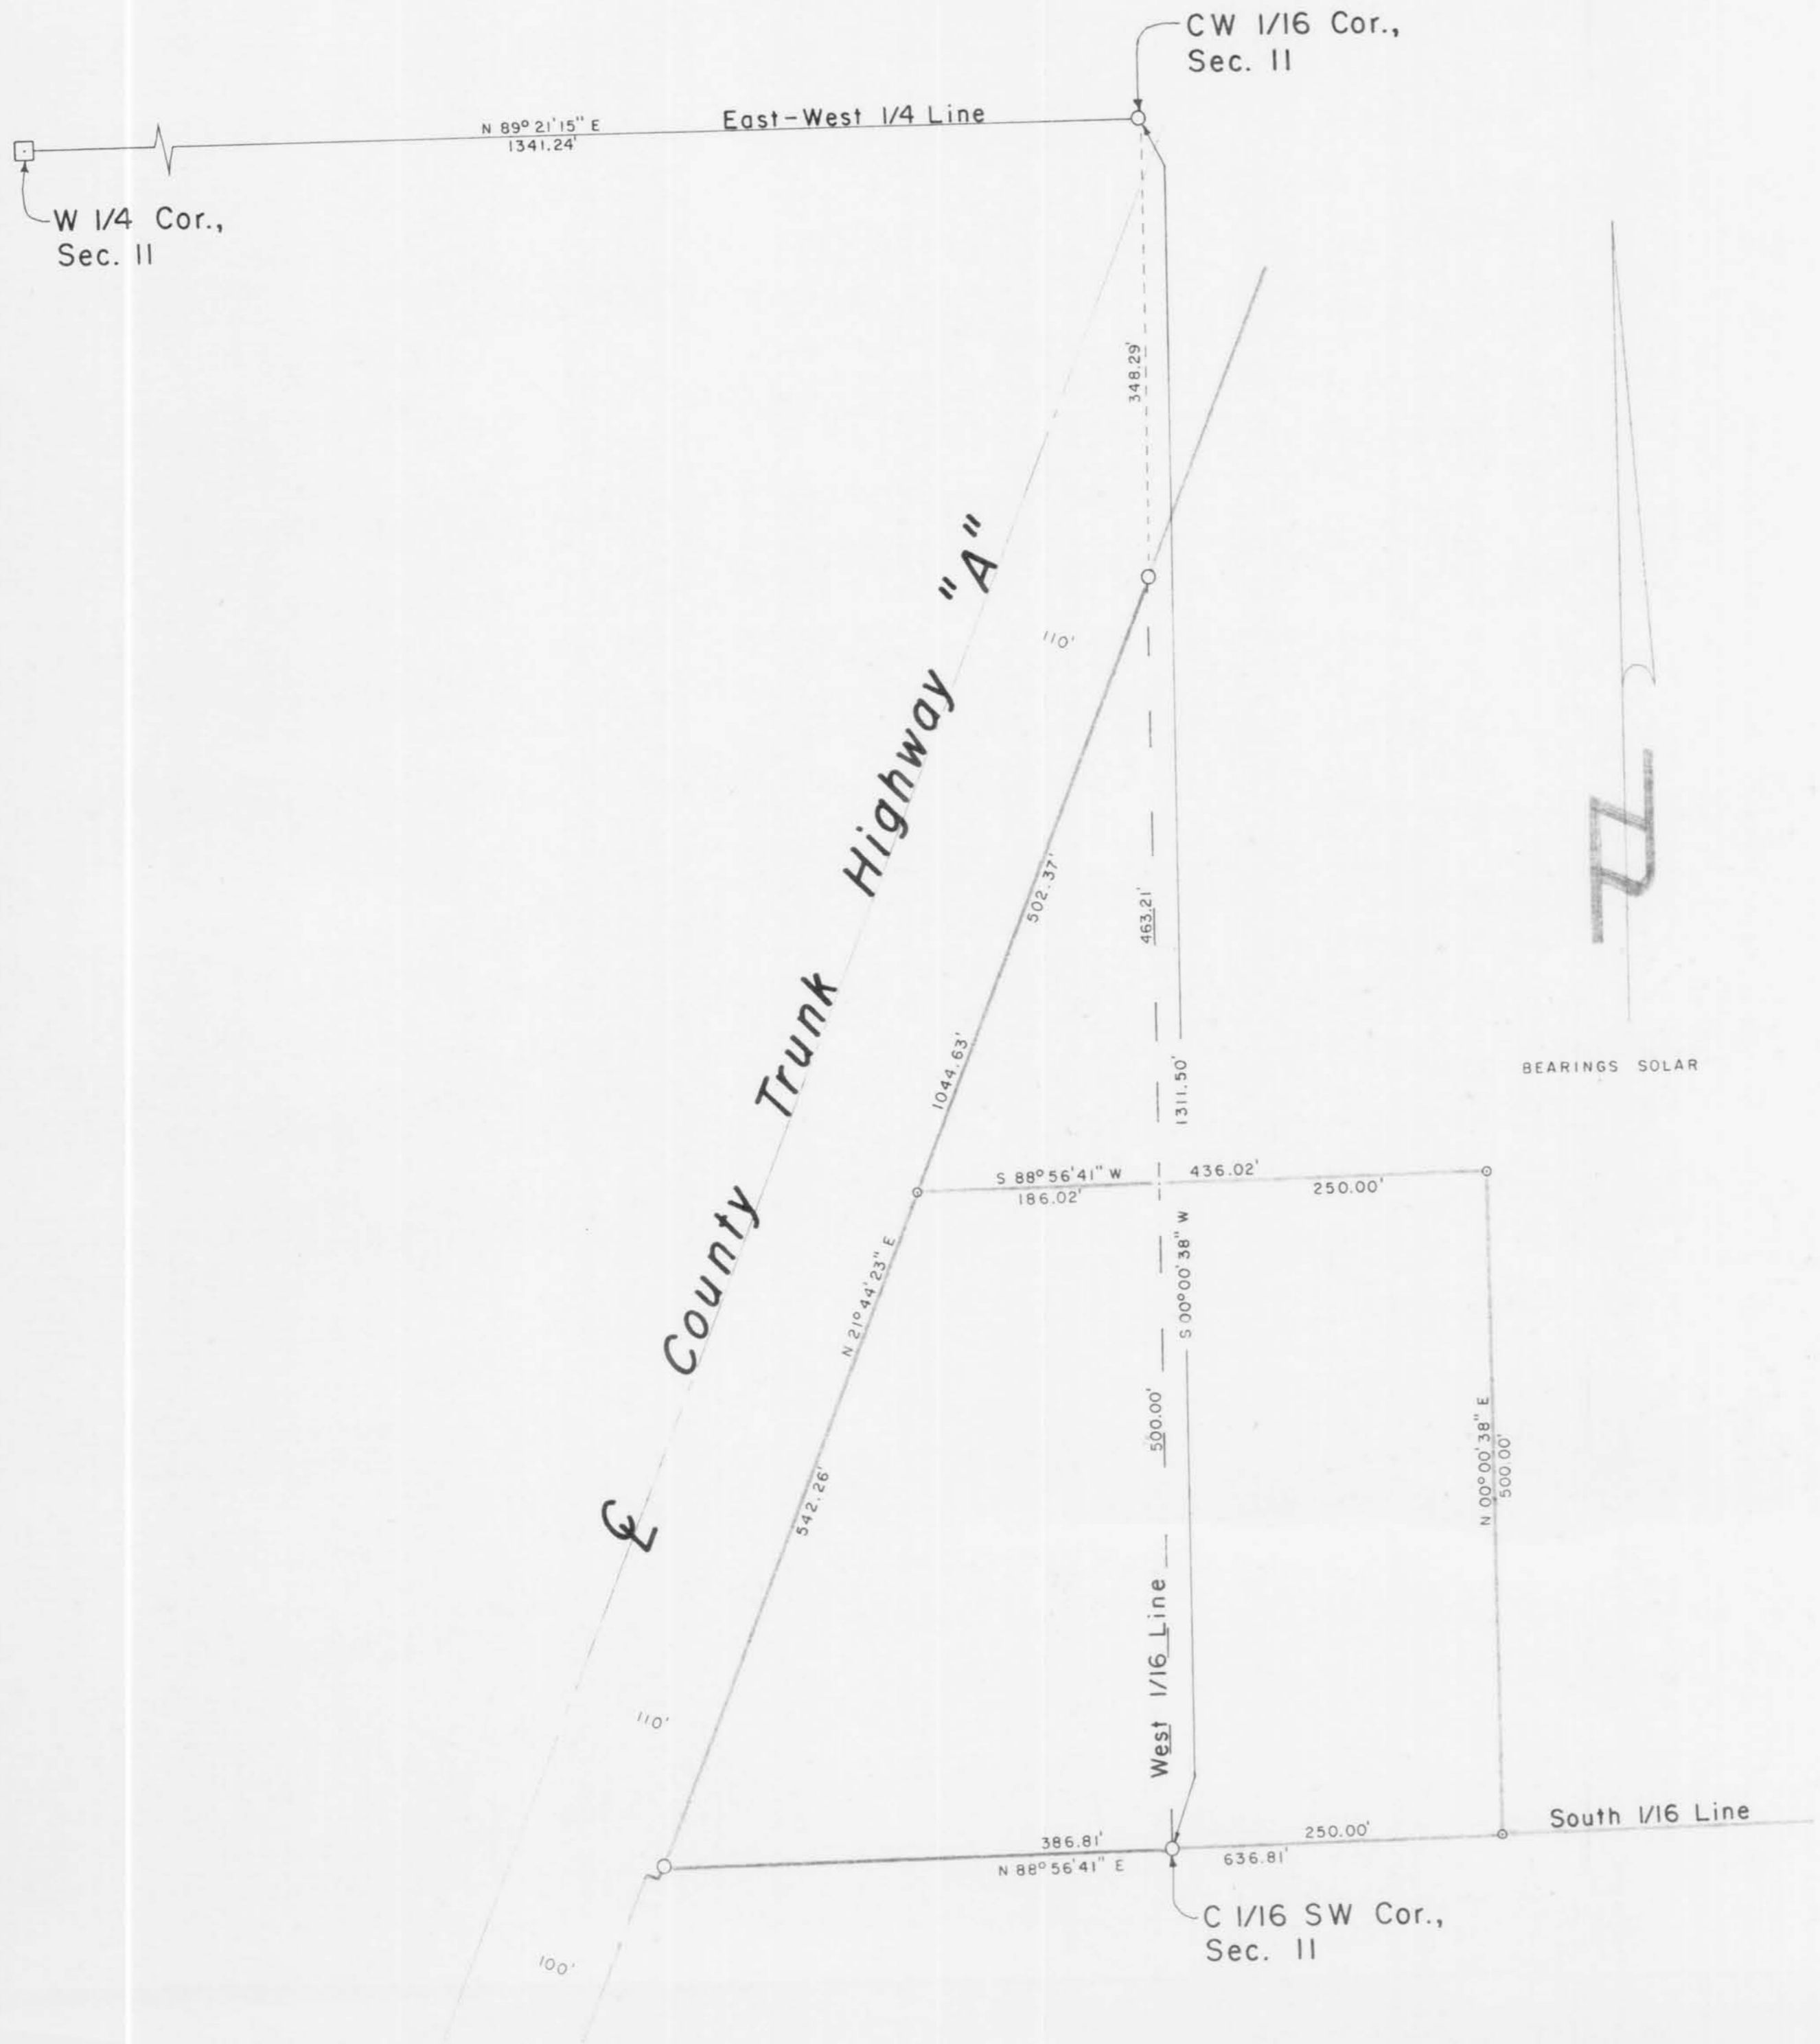 CW 1/16 Cor.,
Sec. 11
N 89° 21' 15" E
1341.24'
East-West 1/4 Line
W 1/4 Cor.,
Sec. 11
348.29'
110'
County Trunk Highway "A"
502.37'
463.21'
1044.63'
1311.50'
BEARINGS SOLAR
S 88° 56' 41" W
186.02'
436.02'
250.00'
N 21° 44' 23" E
S 00° 00' 38" W
542.26'
500.00'
N 00° 00' 38" E
500.00'
℄
West 1/16 Line
110'
South 1/16 Line
386.81'
N 88° 56' 41" E
250.00'
636.81'
C 1/16 SW Cor.,
Sec. 11
100'